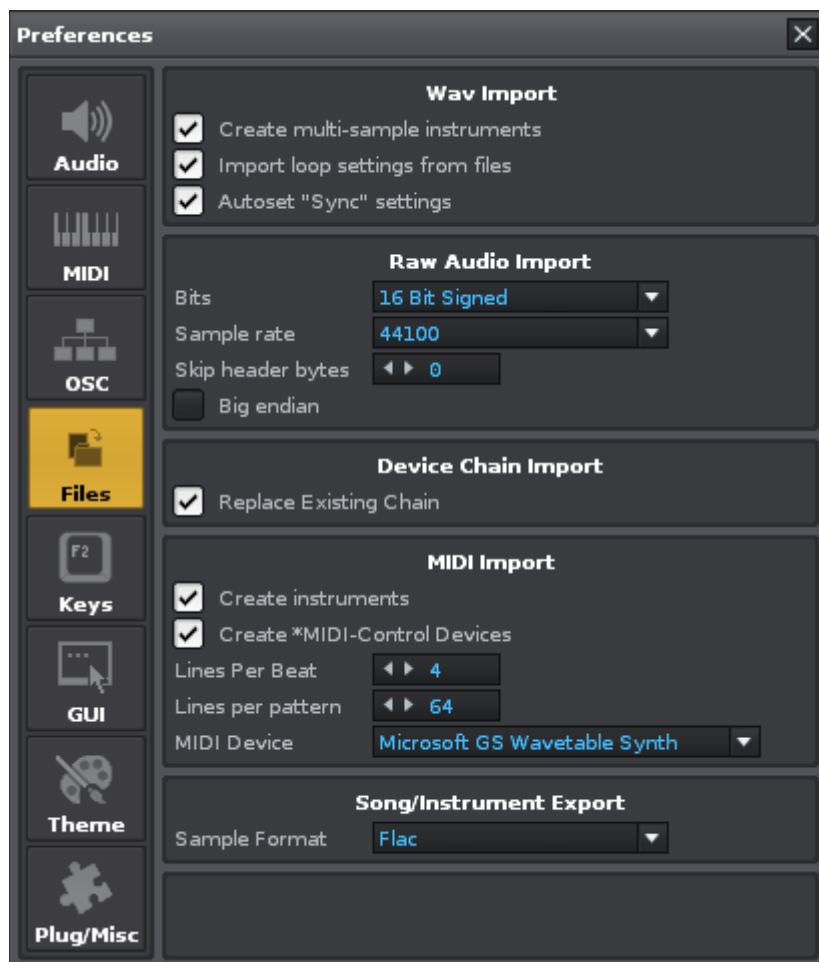 Preferences
Audio
MIDI
OSC
Files
F2
Keys
GUI
Theme
Plug/Misc
Wav Import
Create multi-sample instruments
Import loop settings from files
Autoset "Sync" settings
Raw Audio Import
Bits 16 Bit Signed
Sample rate 44100
Skip header bytes 0
Big endian
Device Chain Import
Replace Existing Chain
MIDI Import
Create instruments
Create *MIDI-Control Devices
Lines Per Beat 4
Lines per pattern 64
MIDI Device Microsoft GS Wavetable Synth
Song/Instrument Export
Sample Format Flac